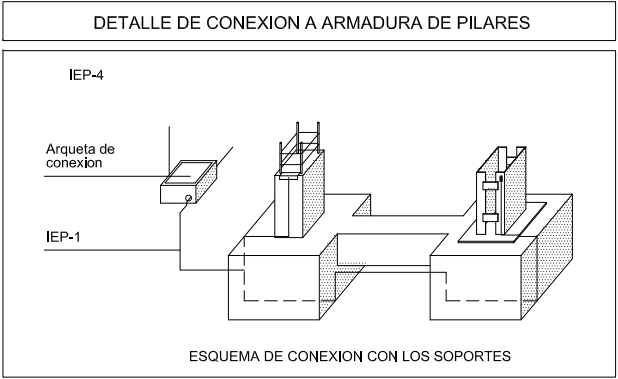 DETALLE DE CONEXION A ARMADURA DE PILARES
IEP-4
Arqueta de
conexion
IEP-1
ESQUEMA DE CONEXION CON LOS SOPORTES